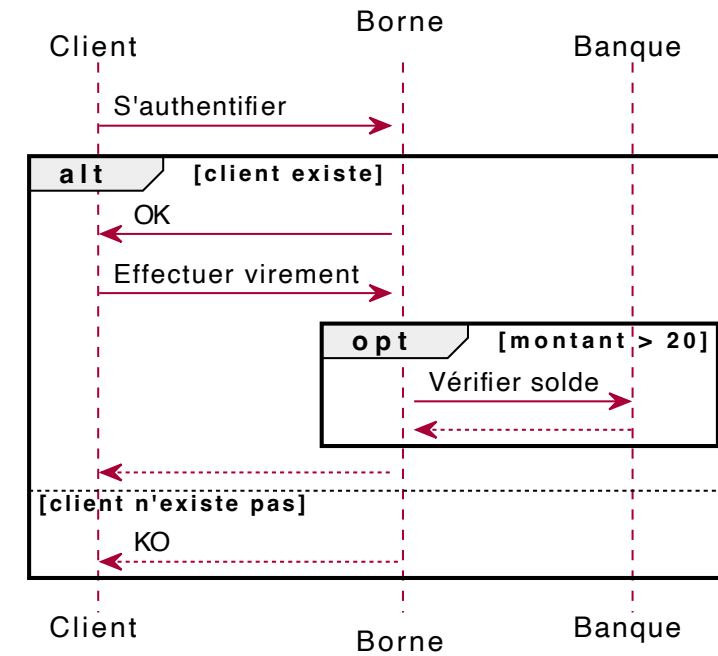 Borne
Client
Banque
S'authentifier
alt [client existe]
OK
Effectuer virement
opt [montant > 20]
Vérifier solde
[client n'existe pas]
KO
Client
Borne
Banque